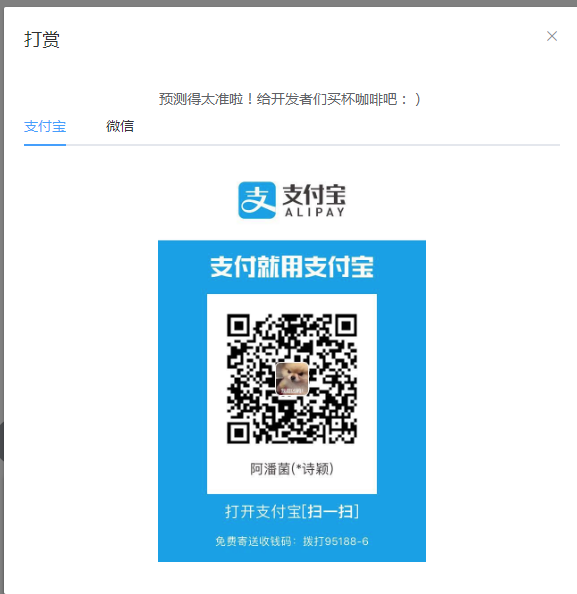 打赏
预测得太准啦！给开发者们买杯咖啡吧：）
支付宝 微信
支 支付宝
ALIPAY
支付就用支付宝
阿潘菌(*诗颖)
打开支付宝[扫一扫]
免费寄送收钱码：拨打95188-6